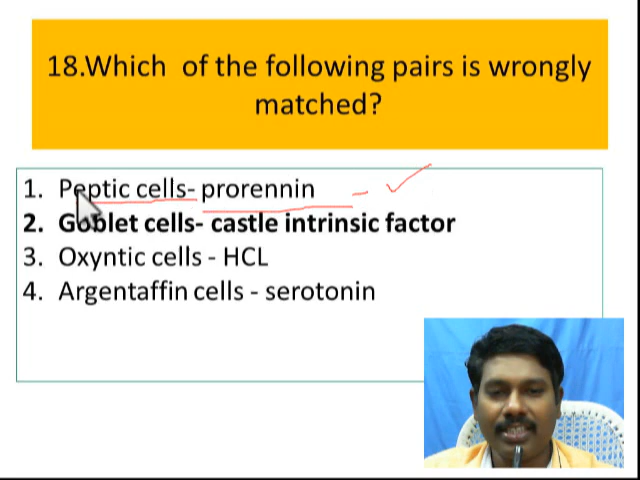 18.Which of the following pairs is wrongly
matched?
1. Peptic cells- prorennin
2. Goblet cells- castle intrinsic factor
3. Oxyntic cells - HCL
4. Argentaffin cells - serotonin